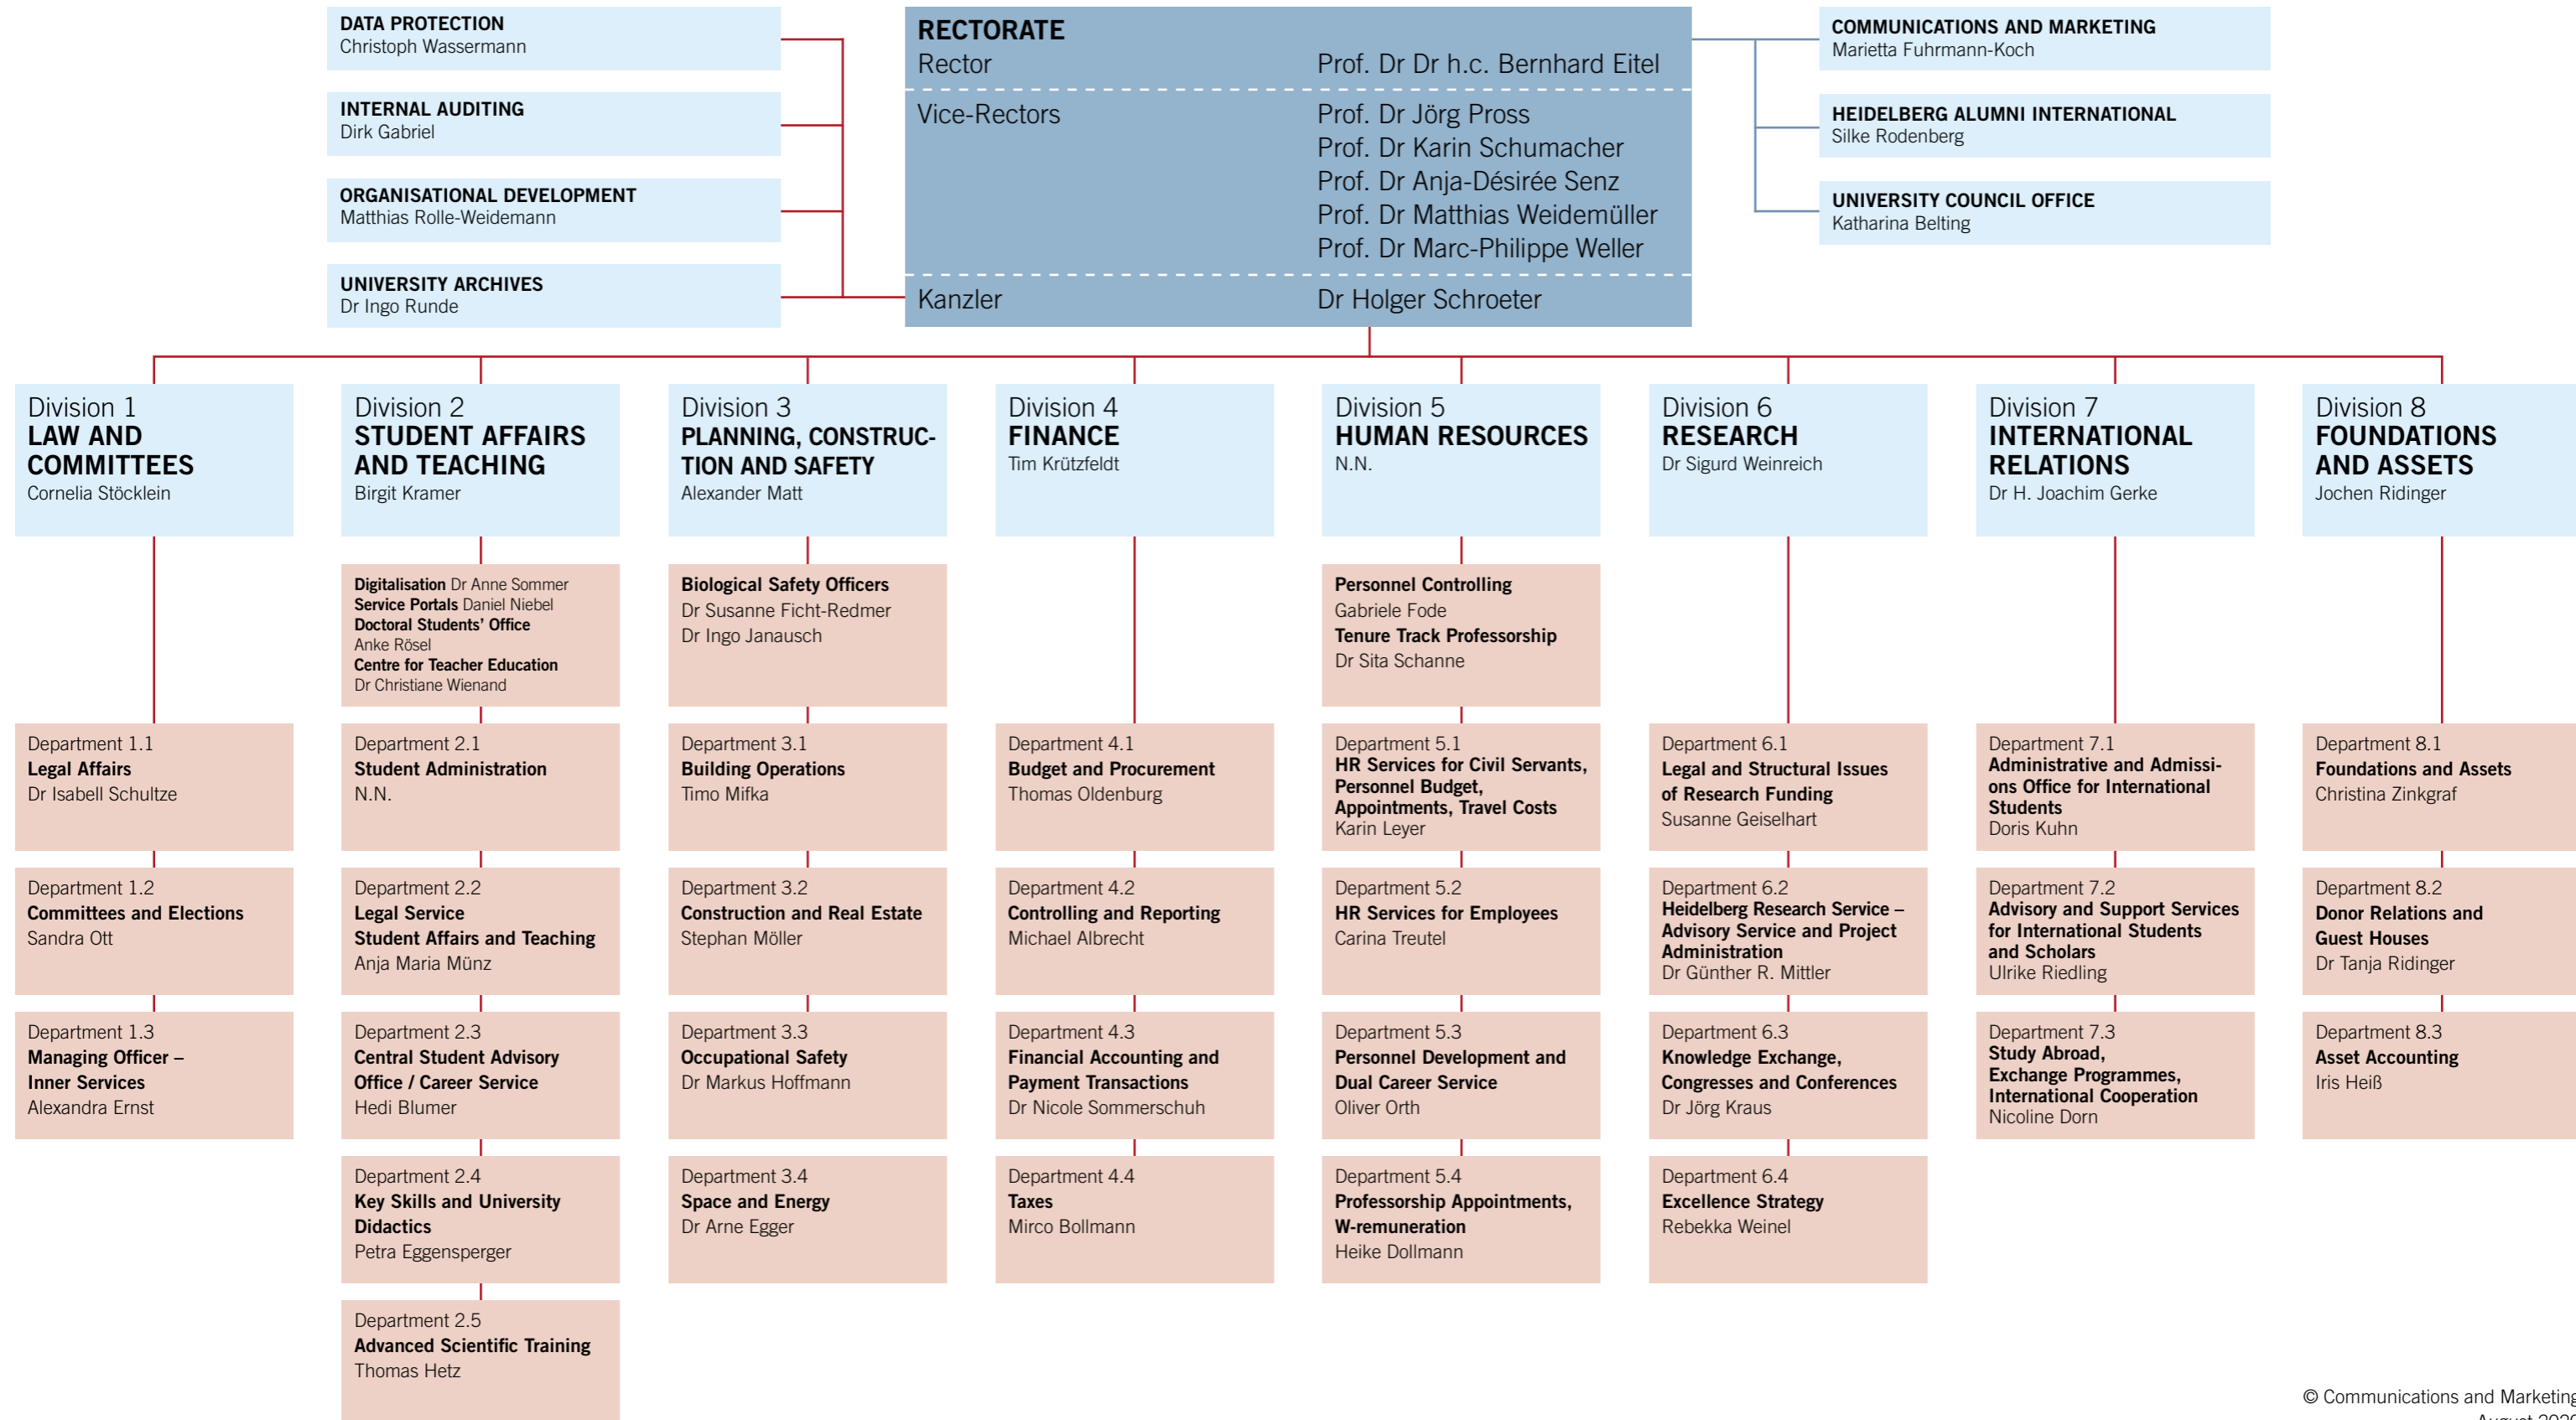 DATA PROTECTION
Christoph Wassermann
INTERNAL AUDITING
Dirk Gabriel
ORGANISATIONAL DEVELOPMENT
Matthias Rolle-Weidemann
UNIVERSITY ARCHIVES
Dr Ingo Runde
RECTORATE
Rector Prof. Dr Dr h.c. Bernhard Eitel
Vice-Rectors Prof. Dr Jörg Pross
Prof. Dr Karin Schumacher
Prof. Dr Anja-Désirée Senz
Prof. Dr Matthias Weidemüller
Prof. Dr Marc-Philippe Weller
Kanzler Dr Holger Schroeter
COMMUNICATIONS AND MARKETING
Marietta Fuhrmann-Koch
HEIDELBERG ALUMNI INTERNATIONAL
Silke Rodenberg
UNIVERSITY COUNCIL OFFICE
Katharina Belting
Division 1
LAW AND
COMMITTEES
Cornelia Stöcklein
Department 1.1
Legal Affairs
Dr Isabell Schultze
Department 1.2
Committees and Elections
Sandra Ott
Department 1.3
Managing Officer –
Inner Services
Alexandra Ernst
Division 2
STUDENT AFFAIRS
AND TEACHING
Birgit Kramer
Digitalisation Dr Anne Sommer
Service Portals Daniel Niebel
Doctoral Students’ Office
Anke Rösel
Centre for Teacher Education
Dr Christiane Wienand
Department 2.1
Student Administration
N.N.
Department 2.2
Legal Service
Student Affairs and Teaching
Anja Maria Münz
Department 2.3
Central Student Advisory
Office / Career Service
Hedi Blumer
Department 2.4
Key Skills and University
Didactics
Petra Eggensperger
Department 2.5
Advanced Scientific Training
Thomas Hetz
Division 3
PLANNING, CONSTRUC-
TION AND SAFETY
Alexander Matt
Biological Safety Officers
Dr Susanne Ficht-Redmer
Dr Ingo Janausch
Department 3.1
Building Operations
Timo Mifka
Department 3.2
Construction and Real Estate
Stephan Möller
Department 3.3
Occupational Safety
Dr Markus Hoffmann
Department 3.4
Space and Energy
Dr Arne Egger
Division 4
FINANCE
Tim Krützfeldt
Department 4.1
Budget and Procurement
Thomas Oldenburg
Department 4.2
Controlling and Reporting
Michael Albrecht
Department 4.3
Financial Accounting and
Payment Transactions
Dr Nicole Sommerschuh
Department 4.4
Taxes
Mirco Bollmann
Division 5
HUMAN RESOURCES
N.N.
Personnel Controlling
Gabriele Fode
Tenure Track Professorship
Dr Sita Schanne
Department 5.1
HR Services for Civil Servants,
Personnel Budget,
Appointments, Travel Costs
Karin Leyer
Department 5.2
HR Services for Employees
Carina Treutel
Department 5.3
Personnel Development and
Dual Career Service
Oliver Orth
Department 5.4
Professorship Appointments,
W-remuneration
Heike Dollmann
Division 6
RESEARCH
Dr Sigurd Weinreich
Department 6.1
Legal and Structural Issues
of Research Funding
Susanne Geiselhart
Department 6.2
Heidelberg Research Service –
Advisory Service and Project
Administration
Dr Günther R. Mittler
Department 6.3
Knowledge Exchange,
Congresses and Conferences
Dr Jörg Kraus
Department 6.4
Excellence Strategy
Rebekka Weinel
Division 7
INTERNATIONAL
RELATIONS
Dr H. Joachim Gerke
Department 7.1
Administrative and Admissi-
ons Office for International
Students
Doris Kuhn
Department 7.2
Advisory and Support Services
for International Students
and Scholars
Ulrike Riedling
Department 7.3
Study Abroad,
Exchange Programmes,
International Cooperation
Nicoline Dorn
Division 8
FOUNDATIONS
AND ASSETS
Jochen Ridinger
Department 8.1
Foundations and Assets
Christina Zinkgraf
Department 8.2
Donor Relations and
Guest Houses
Dr Tanja Ridinger
Department 8.3
Asset Accounting
Iris Heiß
© Communications and Marketing
August